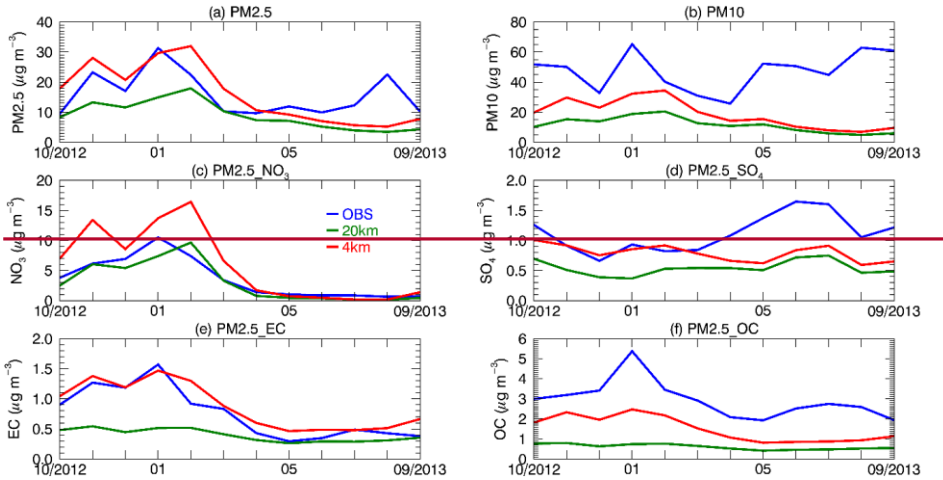 (a) PM2.5
PM2.5 (μg m⁻³)
40
30
20
10
0
10/2012 01 05 09/2013
(b) PM10
PM10 (μg m⁻³)
80
60
40
20
0
10/2012 01 05 09/2013
(c) PM2.5_NO₃
NO₃ (μg m⁻³)
20
15
10
5
0
OBS
20km
4km
10/2012 01 05 09/2013
(d) PM2.5_SO₄
SO₄ (μg m⁻³)
2.0
1.5
1.0
0.5
0.0
10/2012 01 05 09/2013
(e) PM2.5_EC
EC (μg m⁻³)
2.0
1.5
1.0
0.5
0.0
10/2012 01 05 09/2013
(f) PM2.5_OC
OC (μg m⁻³)
6
5
4
3
2
1
0
10/2012 01 05 09/2013